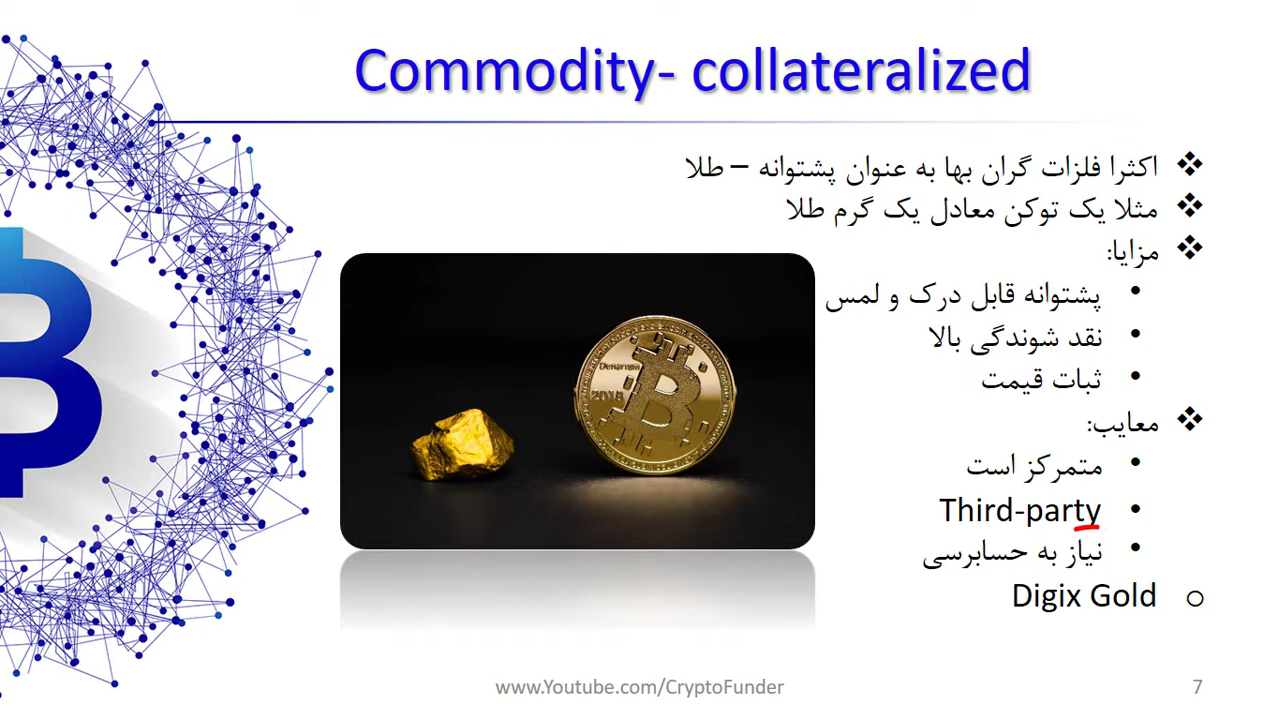 Commodity- collateralized
اکثرا فلزات گران بها به عنوان پشتوانه – طلا
مثلا یک توکن معادل یک گرم طلا
مزایا:
پشتوانه قابل درک و لمس
نقد شوندگی بالا
ثبات قیمت
معایب:
متمرکز است
Third-party
نیاز به حسابرسی
Digix Gold
Denarium
2018
www.Youtube.com/CryptoFunder
7